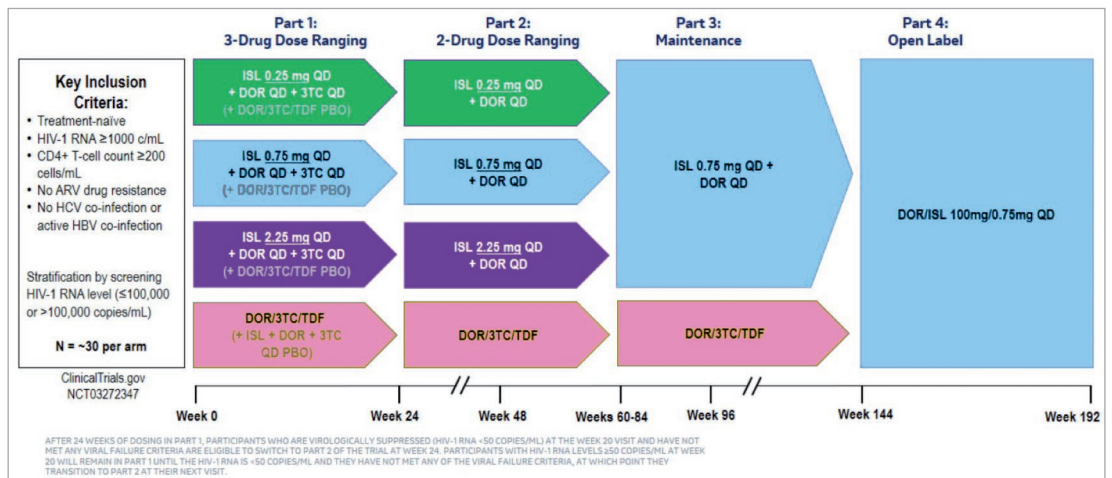 Part 1:
3-Drug Dose Ranging
Part 2:
2-Drug Dose Ranging
Part 3:
Maintenance
Part 4:
Open Label
Key Inclusion
Criteria:
• Treatment-naïve
• HIV-1 RNA ≥1000 c/mL
• CD4+ T-cell count ≥200
cells/mL
• No ARV drug resistance
• No HCV co-infection or
active HBV co-infection
Stratification by screening
HIV-1 RNA level (≤100,000
or >100,000 copies/mL)
N = ~30 per arm
ClinicalTrials.gov
NCT03272347
ISL 0.25 mg QD
+ DOR QD + 3TC QD
(+ DOR/3TC/TDF PBO)
ISL 0.25 mg QD
+ DOR QD
ISL 0.75 mg QD
+ DOR QD + 3TC QD
(+ DOR/3TC/TDF PBO)
ISL 0.75 mg QD
+ DOR QD
ISL 2.25 mg QD
+ DOR QD + 3TC QD
(+ DOR/3TC/TDF PBO)
ISL 2.25 mg QD
+ DOR QD
DOR/3TC/TDF
(+ ISL + DOR + 3TC
QD PBO)
DOR/3TC/TDF
ISL 0.75 mg QD +
DOR QD
DOR/3TC/TDF
DOR/ISL 100mg/0.75mg QD
Week 0
Week 24
Week 48
Weeks 60-84
Week 96
Week 144
Week 192
AFTER 24 WEEKS OF DOSING IN PART 1, PARTICIPANTS WHO ARE VIROLOGICALLY SUPPRESSED (HIV-1 RNA <50 COPIES/ML) AT THE WEEK 20 VISIT AND HAVE NOT
MET ANY VIRAL FAILURE CRITERIA ARE ELIGIBLE TO SWITCH TO PART 2 OF THE TRIAL AT WEEK 24. PARTICIPANTS WITH HIV-1 RNA LEVELS ≥50 COPIES/ML AT WEEK
20 WILL REMAIN IN PART 1 UNTIL THE HIV-1 RNA IS <50 COPIES/ML AND THEY HAVE NOT MET ANY OF THE VIRAL FAILURE CRITERIA, AT WHICH POINT THEY
TRANSITION TO PART 2 AT THEIR NEXT VISIT.